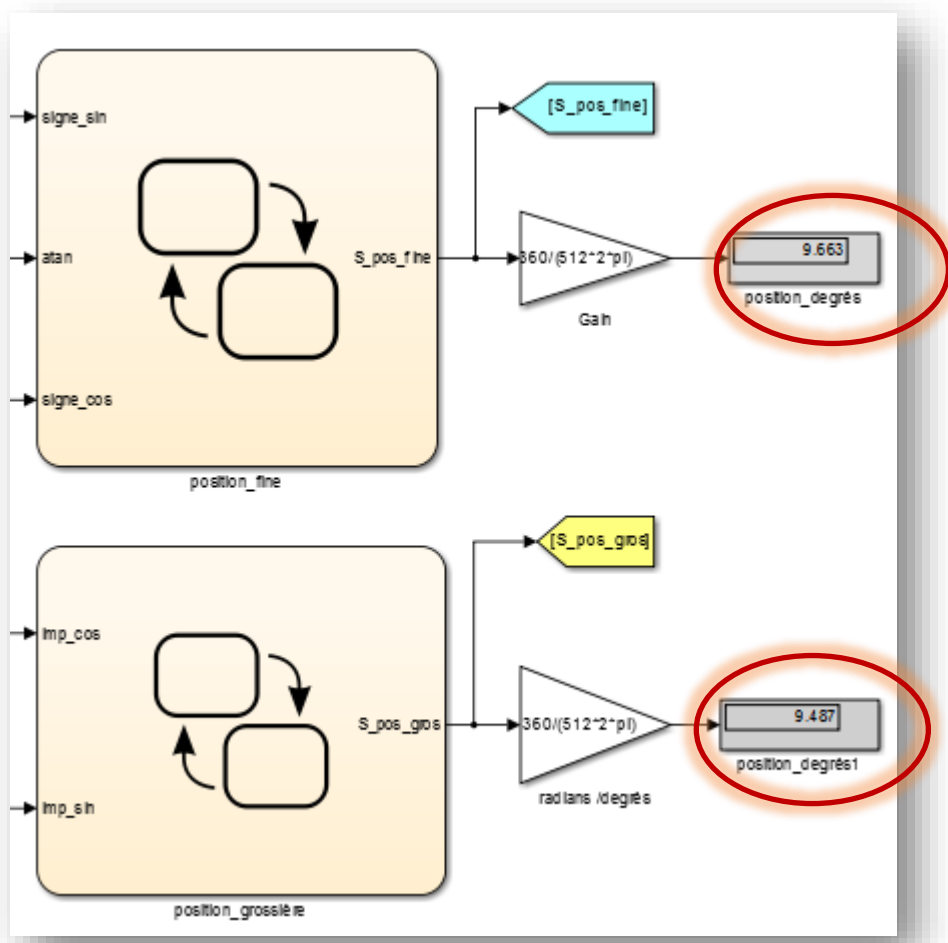 signe_sin
atan
signe_cos
S_pos_fine
position_fine
[S_pos_fine]
360/(512*2*pi)
Gain
9.663
position_degrés
imp_cos
imp_sin
S_pos_gros
position_grossière
[S_pos_gros]
360/(512*2*pi)
radians /degrés
9.487
position_degrés1